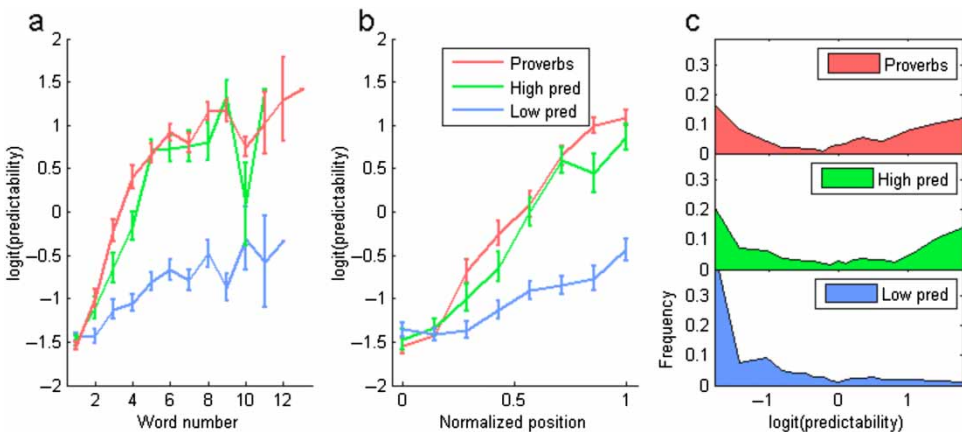 a
2
1.5
1
0.5
0
−0.5
−1
−1.5
−2
logit(predictability)
2 4 6 8 10 12
Word number
b
2
1.5
1
0.5
0
−0.5
−1
−1.5
−2
logit(predictability)
Proverbs
High pred
Low pred
0 0.5 1
Normalized position
c
0.3
0.2
0.1
0
Proverbs
0.3
0.2
0.1
0
High pred
0.3
0.2
0.1
0
Low pred
Frequency
−1 0 1
logit(predictability)